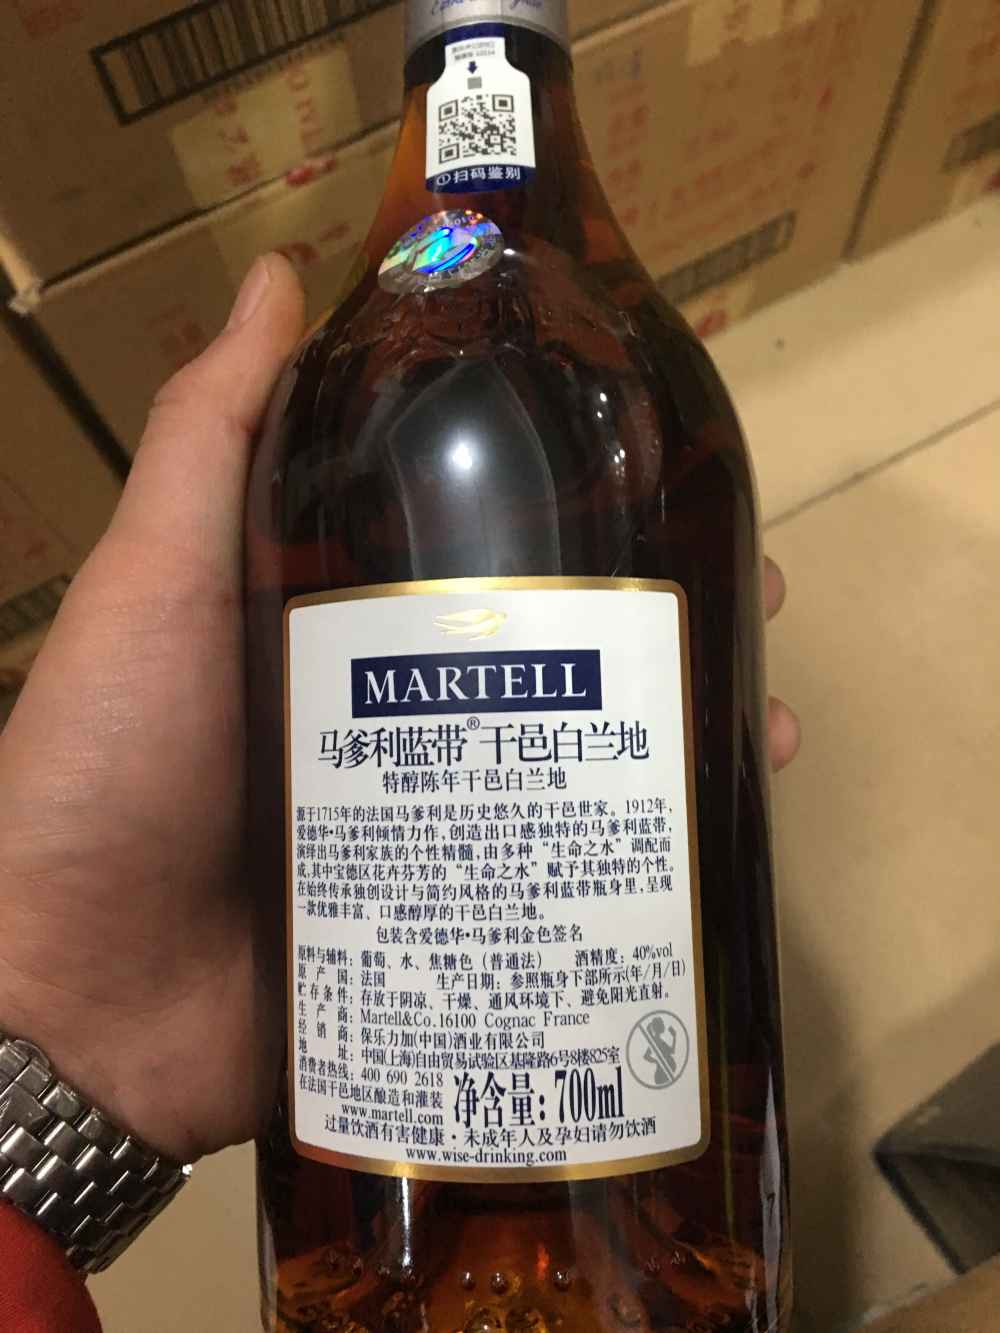 ①扫码鉴别
MARTELL
马爹利蓝带®干邑白兰地
特醇陈年干邑白兰地
源于1715年的法国马爹利是历史悠久的干邑世家。1912年,
爱德华•马爹利倾情力作,创造出口感独特的马爹利蓝带,
演绎出马爹利家族的个性精髓,由多种“生命之水”调配而
成,其中宝德区花卉芬芳的“生命之水”赋予其独特的个性。
在始终传承独创设计与简约风格的马爹利蓝带瓶身里,呈现
一款优雅丰富、口感醇厚的干邑白兰地。
包装含爱德华•马爹利金色签名
原料与辅料: 葡萄、水、焦糖色(普通法) 酒精度: 40%vol
原产国: 法国 生产日期: 参照瓶身下部所示(年/月/日)
贮存条件: 存放于阴凉、干燥、通风环境下、避免阳光直射。
生产商: Martell&Co.16100 Cognac France
经销商: 保乐力加(中国)酒业有限公司
地址: 中国(上海)自由贸易试验区基隆路6号8楼825室
消费者热线: 400 690 2618
在法国干邑地区酿造和灌装
净含量: 700ml
www.martell.com
过量饮酒有害健康·未成年人及孕妇请勿饮酒
www.wise-drinking.com